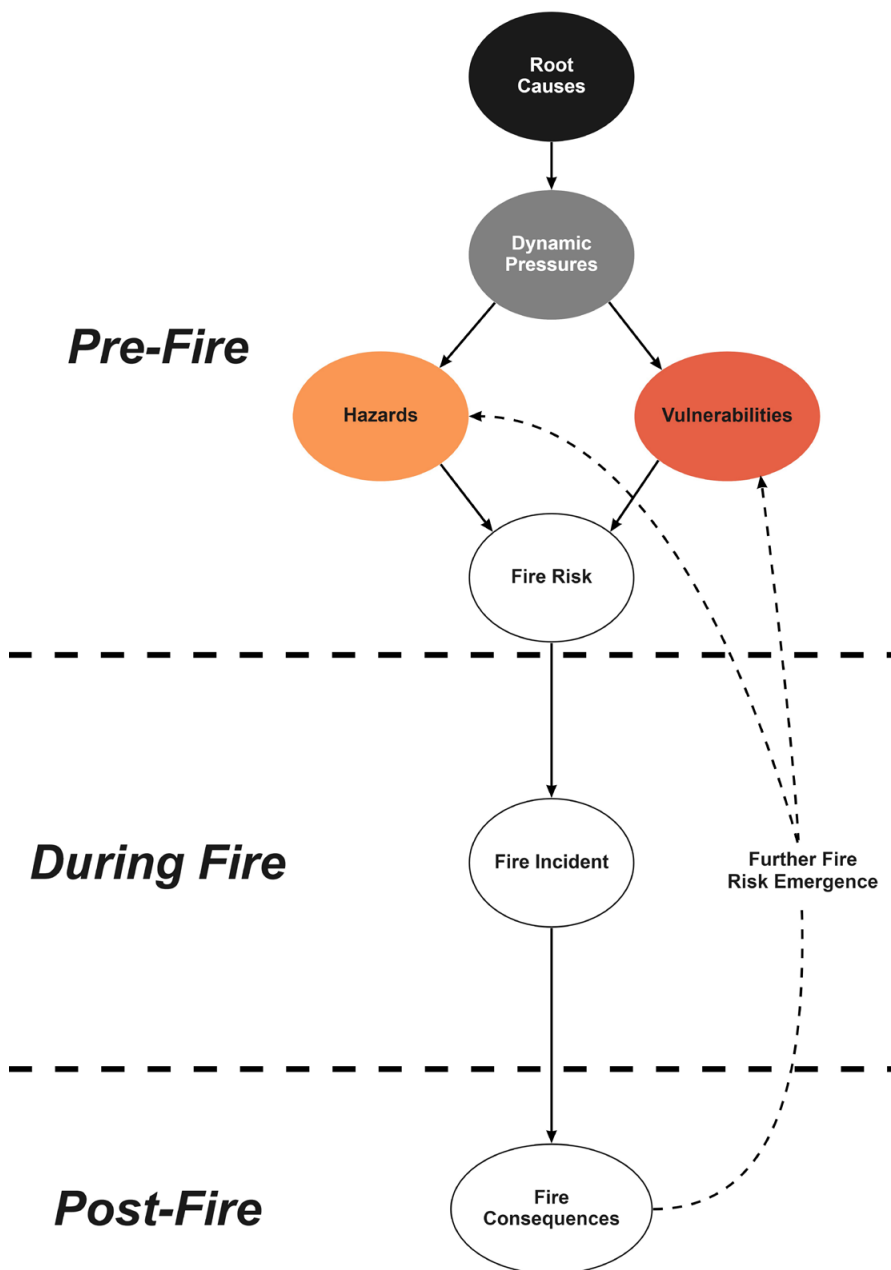 Root
Causes
Dynamic
Pressures
Pre-Fire
Hazards
Vulnerabilities
Fire Risk
During Fire
Fire Incident
Further Fire
Risk Emergence
Post-Fire
Fire
Consequences